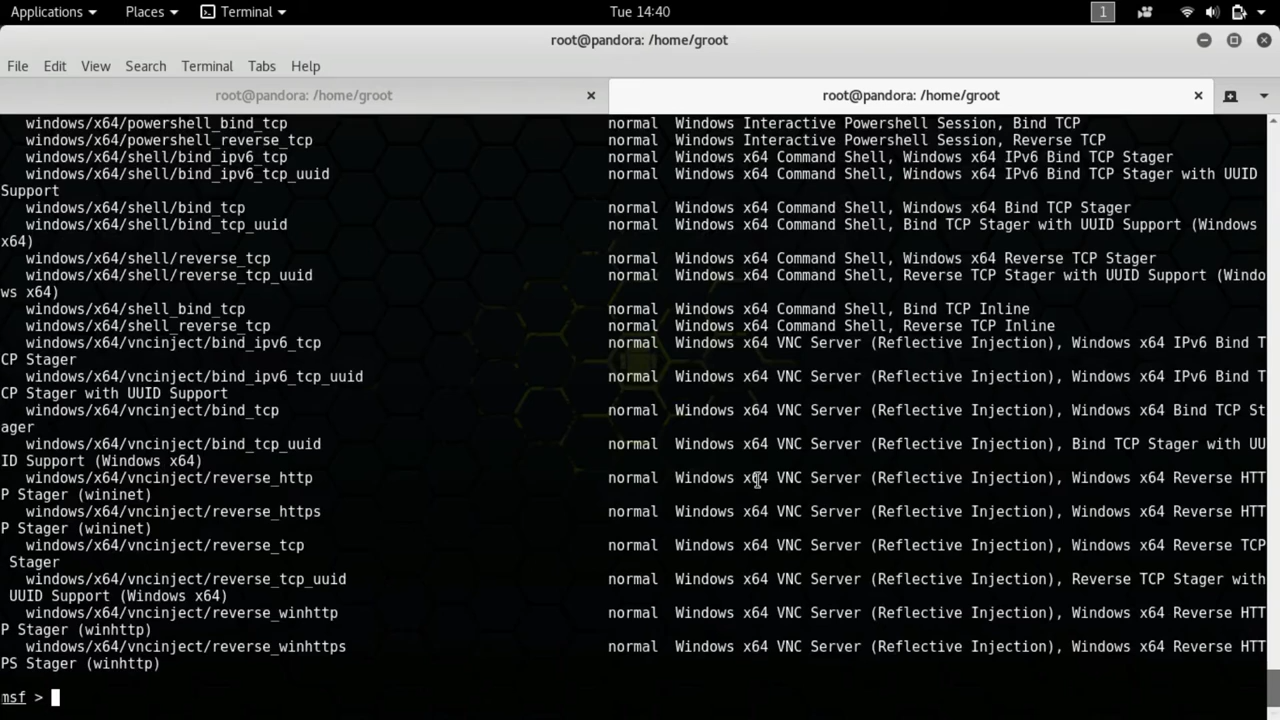 Applications Places Terminal Tue 14:40 1
root@pandora: /home/groot
File Edit View Search Terminal Tabs Help
root@pandora: /home/groot root@pandora: /home/groot
windows/x64/powershell_bind_tcp normal Windows Interactive Powershell Session, Bind TCP
windows/x64/powershell_reverse_tcp normal Windows Interactive Powershell Session, Reverse TCP
windows/x64/shell/bind_ipv6_tcp normal Windows x64 Command Shell, Windows x64 IPv6 Bind TCP Stager
windows/x64/shell/bind_ipv6_tcp_uuid normal Windows x64 Command Shell, Windows x64 IPv6 Bind TCP Stager with UUID
Support
windows/x64/shell/bind_tcp normal Windows x64 Command Shell, Windows x64 Bind TCP Stager
windows/x64/shell/bind_tcp_uuid normal Windows x64 Command Shell, Bind TCP Stager with UUID Support (Windows
x64)
windows/x64/shell/reverse_tcp normal Windows x64 Command Shell, Windows x64 Reverse TCP Stager
windows/x64/shell/reverse_tcp_uuid normal Windows x64 Command Shell, Reverse TCP Stager with UUID Support (Windo
ws x64)
windows/x64/shell_bind_tcp normal Windows x64 Command Shell, Bind TCP Inline
windows/x64/shell_reverse_tcp normal Windows x64 Command Shell, Reverse TCP Inline
windows/x64/vncinject/bind_ipv6_tcp normal Windows x64 VNC Server (Reflective Injection), Windows x64 IPv6 Bind T
CP Stager
windows/x64/vncinject/bind_ipv6_tcp_uuid normal Windows x64 VNC Server (Reflective Injection), Windows x64 IPv6 Bind T
CP Stager with UUID Support
windows/x64/vncinject/bind_tcp normal Windows x64 VNC Server (Reflective Injection), Windows x64 Bind TCP St
ager
windows/x64/vncinject/bind_tcp_uuid normal Windows x64 VNC Server (Reflective Injection), Bind TCP Stager with UU
ID Support (Windows x64)
windows/x64/vncinject/reverse_http normal Windows x64 VNC Server (Reflective Injection), Windows x64 Reverse HTT
P Stager (wininet)
windows/x64/vncinject/reverse_https normal Windows x64 VNC Server (Reflective Injection), Windows x64 Reverse HTT
P Stager (wininet)
windows/x64/vncinject/reverse_tcp normal Windows x64 VNC Server (Reflective Injection), Windows x64 Reverse TCP
Stager
windows/x64/vncinject/reverse_tcp_uuid normal Windows x64 VNC Server (Reflective Injection), Reverse TCP Stager with
UUID Support (Windows x64)
windows/x64/vncinject/reverse_winhttp normal Windows x64 VNC Server (Reflective Injection), Windows x64 Reverse HTT
P Stager (winhttp)
windows/x64/vncinject/reverse_winhttps normal Windows x64 VNC Server (Reflective Injection), Windows x64 Reverse HTT
PS Stager (winhttp)
msf >